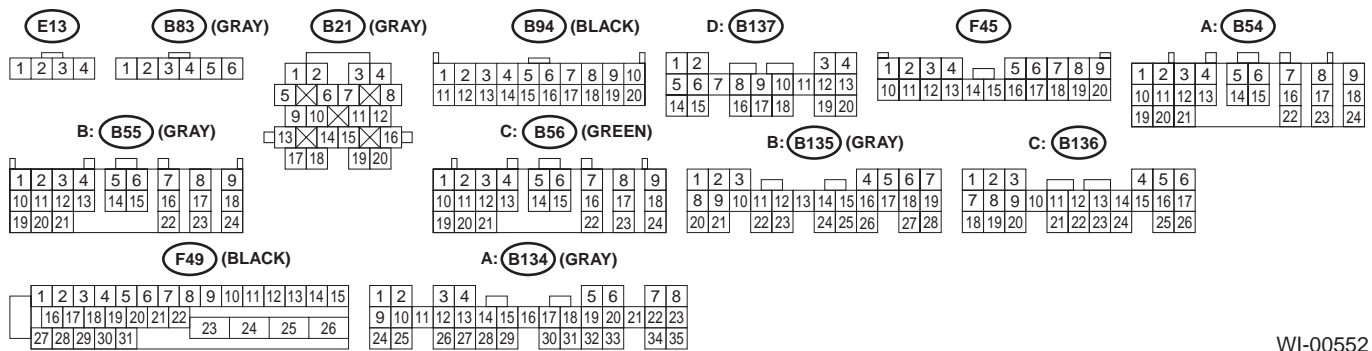 E13 B83 (GRAY) B21 (GRAY) B94 (BLACK) D: B137 F45 A: B54
1 2 3 4
1 2 3 4 5 6
1 2 3 4
5 6 7 8
9 10 11 12
13 14 15 16
17 18 19 20
1 2 3 4 5 6 7 8 9 10
11 12 13 14 15 16 17 18 19 20
1 2 3 4
5 6 7 8 9 10 11 12 13
14 15 16 17 18 19 20
1 2 3 4 5 6 7 8 9
10 11 12 13 14 15 16 17 18 19 20
1 2 3 4 5 6 7 8 9
10 11 12 13 14 15 16 17 18
19 20 21 22 23 24
B: B55 (GRAY) C: B56 (GREEN) B: B135 (GRAY) C: B136
1 2 3 4 5 6 7 8 9
10 11 12 13 14 15 16 17 18
19 20 21 22 23 24
1 2 3 4 5 6 7 8 9
10 11 12 13 14 15 16 17 18
19 20 21 22 23 24
1 2 3 4 5 6 7
8 9 10 11 12 13 14 15 16 17 18 19
20 21 22 23 24 25 26 27 28
1 2 3 4 5 6
7 8 9 10 11 12 13 14 15 16 17
18 19 20 21 22 23 24 25 26
F49 (BLACK) A: B134 (GRAY)
1 2 3 4 5 6 7 8 9 10 11 12 13 14 15
16 17 18 19 20 21 22 23 24 25 26
27 28 29 30 31
1 2 3 4 5 6 7 8
9 10 11 12 13 14 15 16 17 18 19 20 21 22 23
24 25 26 27 28 29 30 31 32 33 34 35
WI-00552